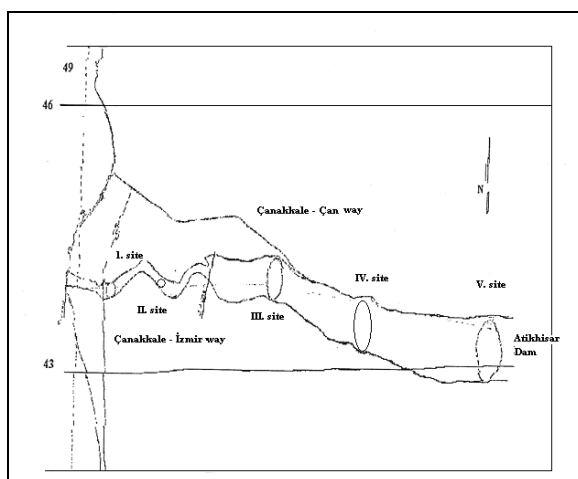 49
46
N
Çanakkale - Çan way
I. site
IV. site
V. site
II. site
III. site
Çanakkale - İzmir way
Atikhisar
Dam
43